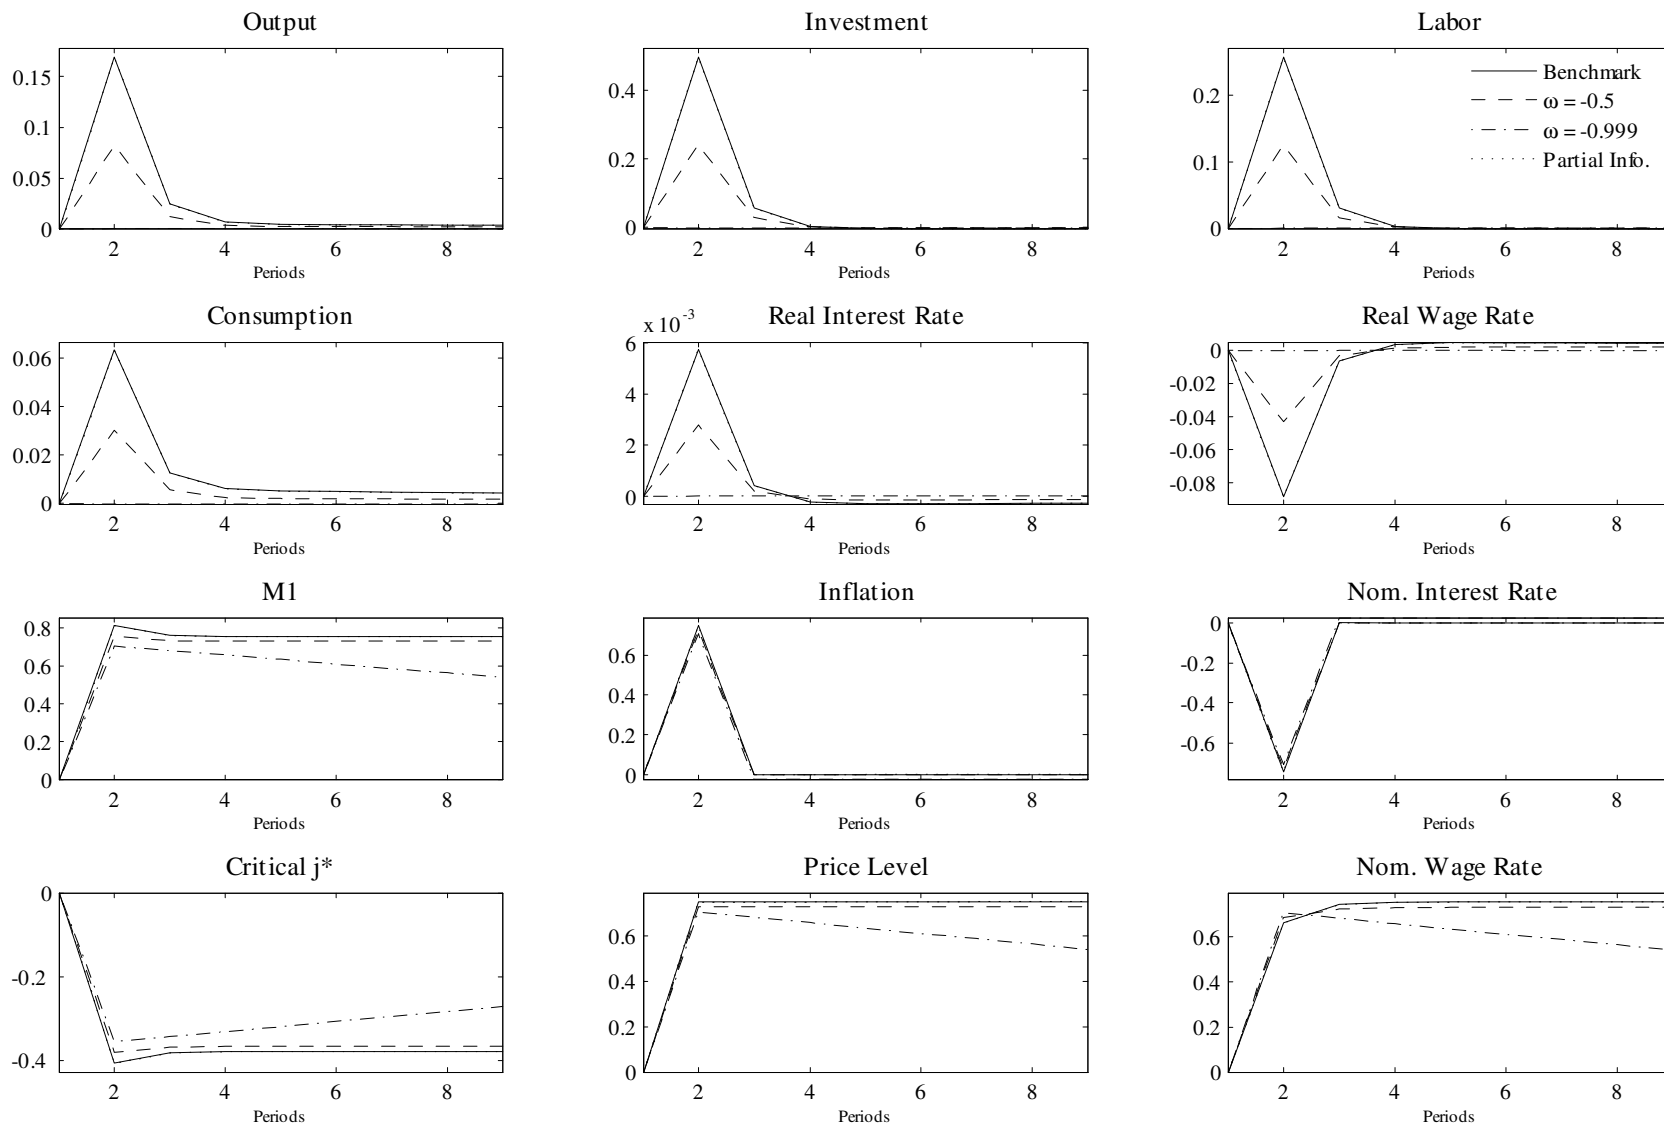 Output
0.15
0.1
0.05
0
2 4 6 8
Periods
Investment
0.4
0.2
0
2 4 6 8
Periods
Labor
0.2
0.1
0
2 4 6 8
Periods
Benchmark
ω = -0.5
ω = -0.999
Partial Info.
Consumption
0.06
0.04
0.02
0
2 4 6 8
Periods
x 10⁻³
Real Interest Rate
6
4
2
0
2 4 6 8
Periods
Real Wage Rate
0
-0.02
-0.04
-0.06
-0.08
2 4 6 8
Periods
M1
0.8
0.6
0.4
0.2
0
2 4 6 8
Periods
Inflation
0.6
0.4
0.2
0
2 4 6 8
Periods
Nom. Interest Rate
0
-0.2
-0.4
-0.6
2 4 6 8
Periods
Critical j*
0
-0.2
-0.4
2 4 6 8
Periods
Price Level
0.6
0.4
0.2
0
2 4 6 8
Periods
Nom. Wage Rate
0.6
0.4
0.2
0
2 4 6 8
Periods